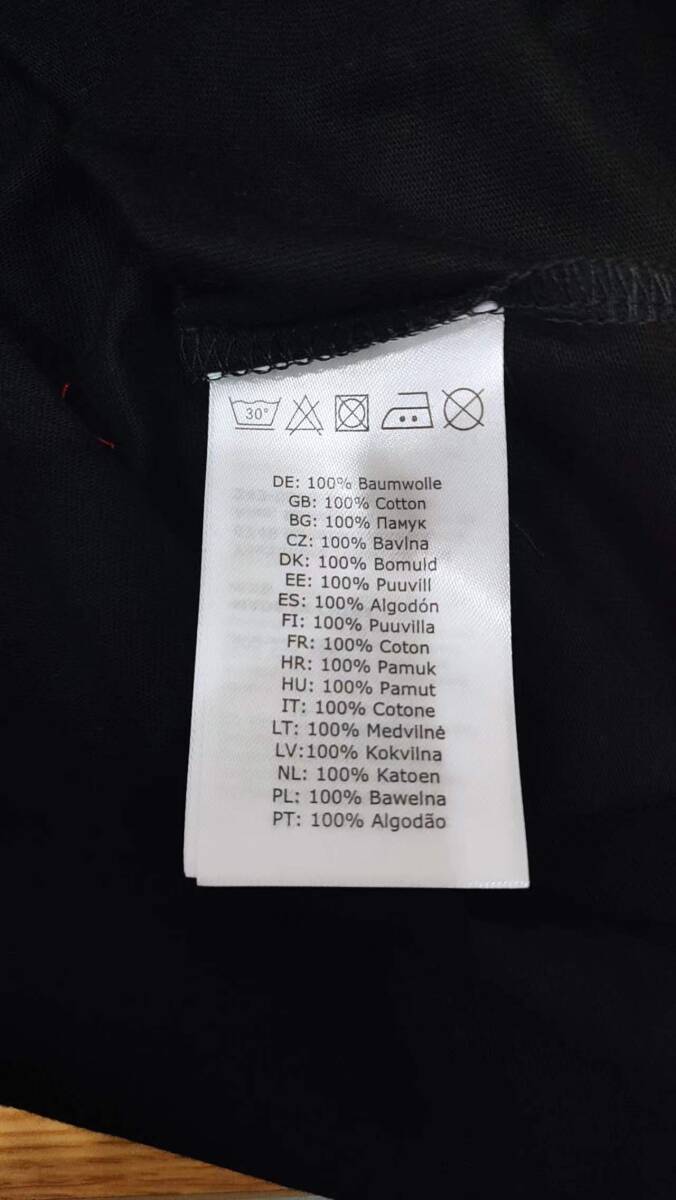 30°
DE: 100% Baumwolle
GB: 100% Cotton
BG: 100% Памук
CZ: 100% Bavlna
DK: 100% Bomuld
EE: 100% Puuvill
ES: 100% Algodón
FI: 100% Puuvilla
FR: 100% Coton
HR: 100% Pamuk
HU: 100% Pamut
IT: 100% Cotone
LT: 100% Medvilnė
LV:100% Kokvilna
NL: 100% Katoen
PL: 100% Bawełna
PT: 100% Algodão